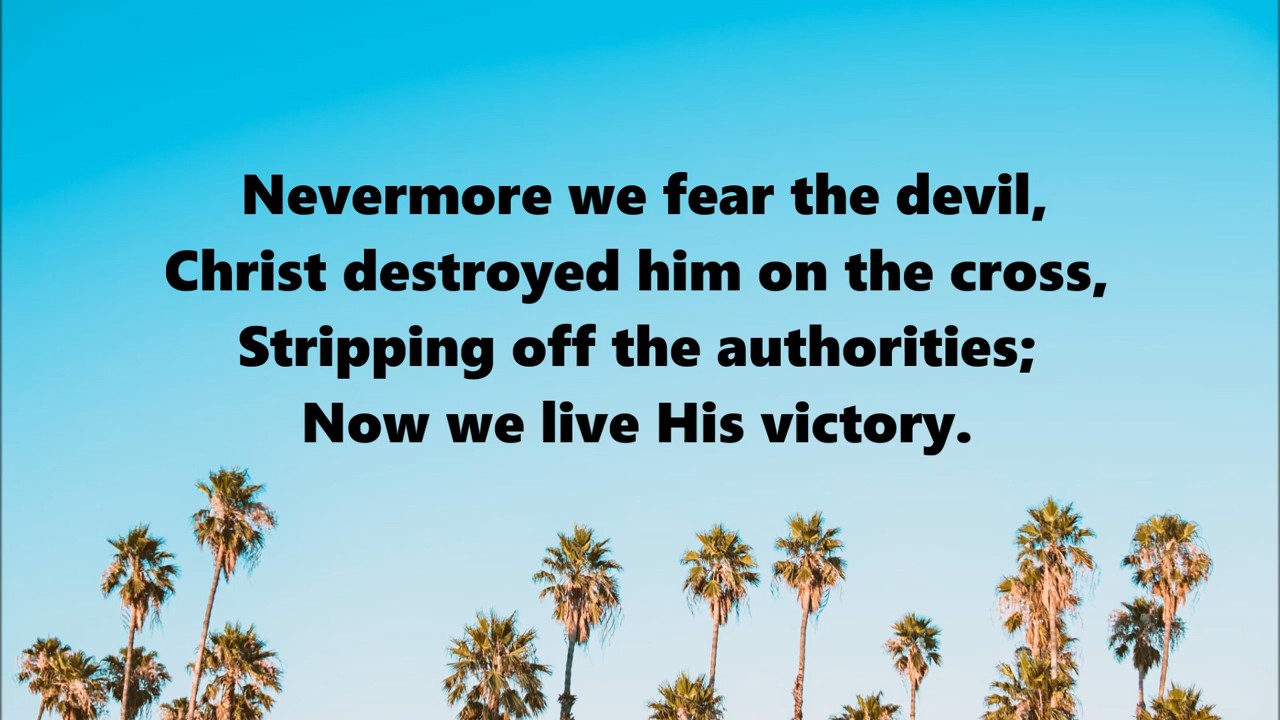 Nevermore we fear the devil,
Christ destroyed him on the cross,
Stripping off the authorities;
Now we live His victory.